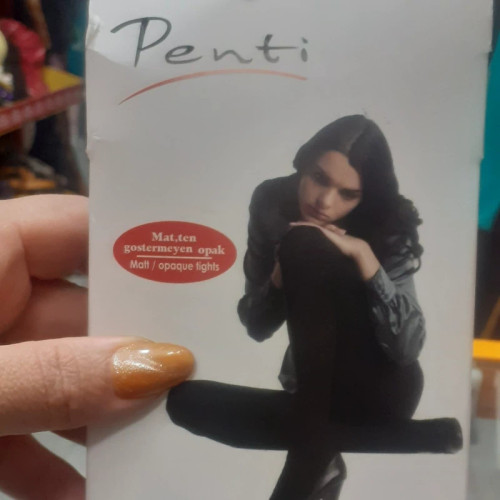 Penti
Mat,ten
gostermeyen opak
Matt / opaque tights